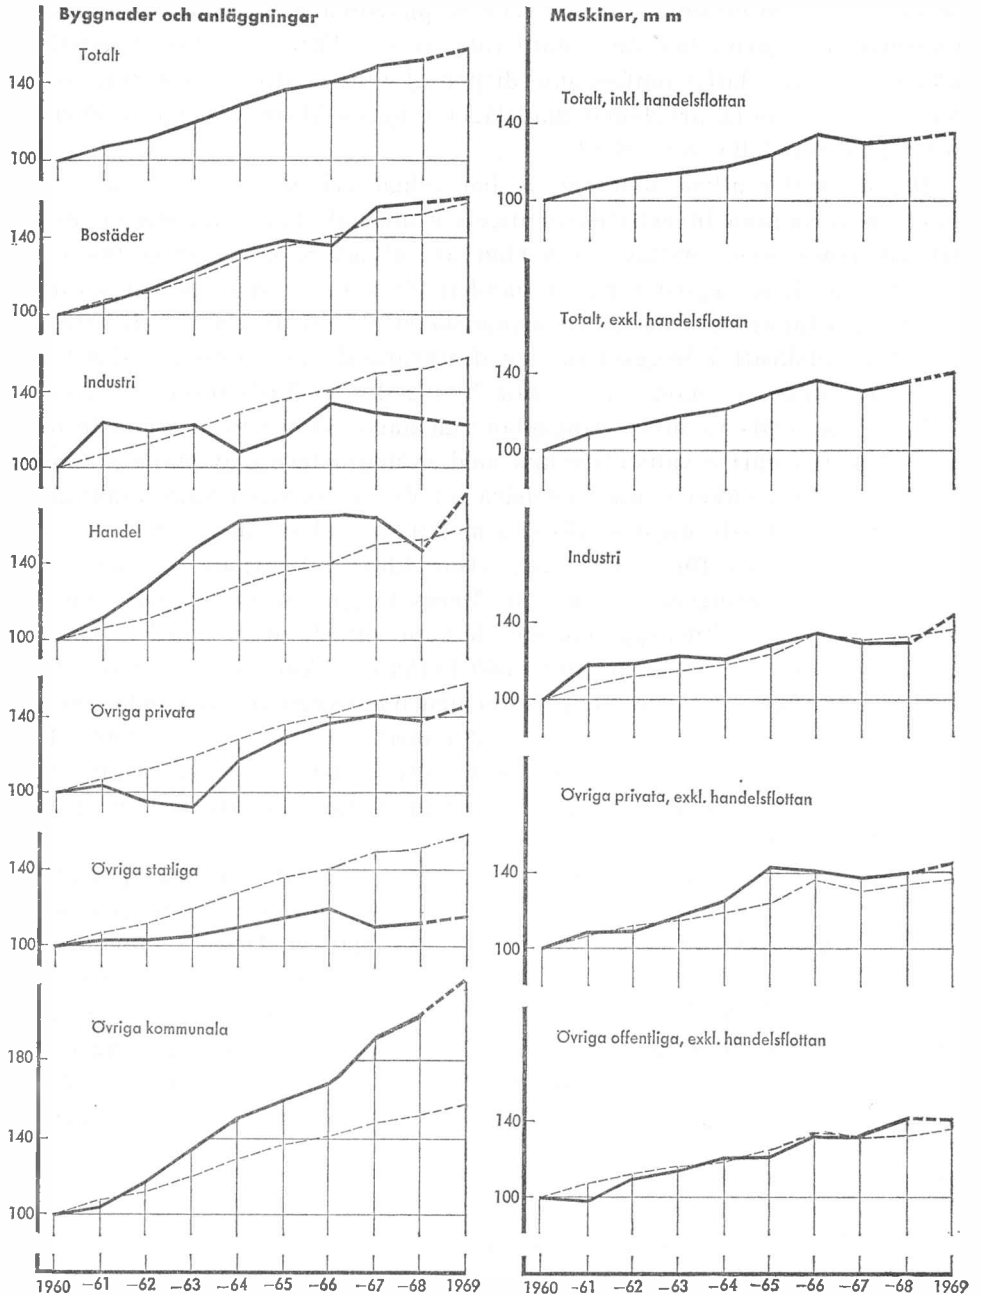 Byggnader och anläggningar
Totalt
140
100
Bostäder
140
100
Industri
140
100
Handel
140
100
Övriga privata
140
100
Övriga statliga
140
100
Övriga kommunala
180
140
100
1960 –61 –62 –63 –64 –65 –66 –67 –68 1969
Maskiner, m m
Totalt, inkl. handelsflottan
140
100
Totalt, exkl. handelsflottan
140
100
Industri
140
100
Övriga privata, exkl. handelsflottan
140
100
Övriga offentliga, exkl. handelsflottan
140
100
1960 –61 –62 –63 –64 –65 –66 –67 –68 1969